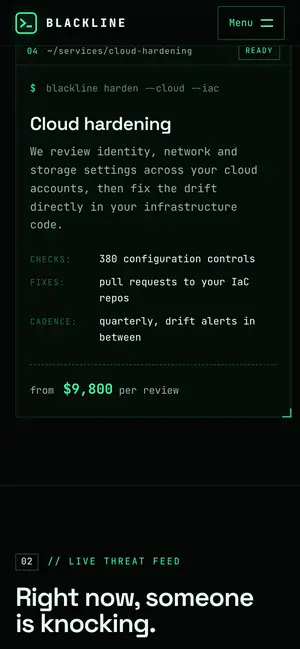 BLACKLINE
Menu
04 ~/services/cloud-hardening READY
$ blackline harden --cloud --iac
Cloud hardening
We review identity, network and
storage settings across your cloud
accounts, then fix the drift
directly in your infrastructure
code.
CHECKS: 380 configuration controls
FIXES: pull requests to your IaC
repos
CADENCE: quarterly, drift alerts in
between
from $9,800 per review
02 // LIVE THREAT FEED
Right now, someone
is knocking.